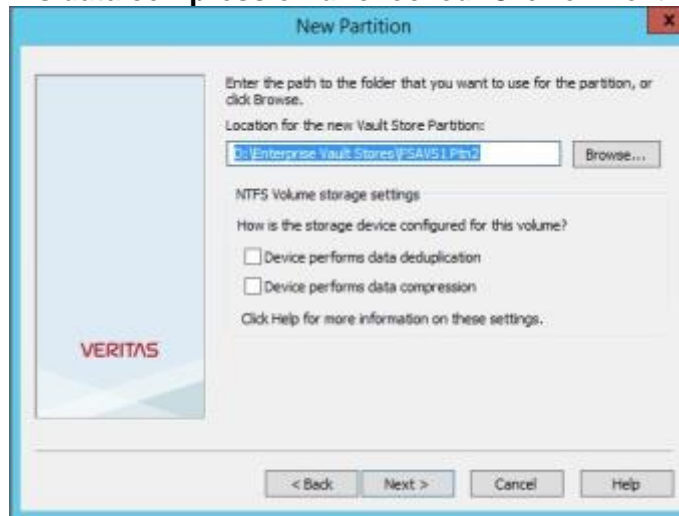 New Partition
x
Enter the path to the folder that you want to use for the partition, or
click Browse.
Location for the new Vault Store Partition:
D:\Enterprise Vault Stores\FSAVS1 Ptn2
Browse...
NTFS Volume storage settings
How is the storage device configured for this volume?
Device performs data deduplication
Device performs data compression
Click Help for more information on these settings.
VERITAS
< Back
Next >
Cancel
Help